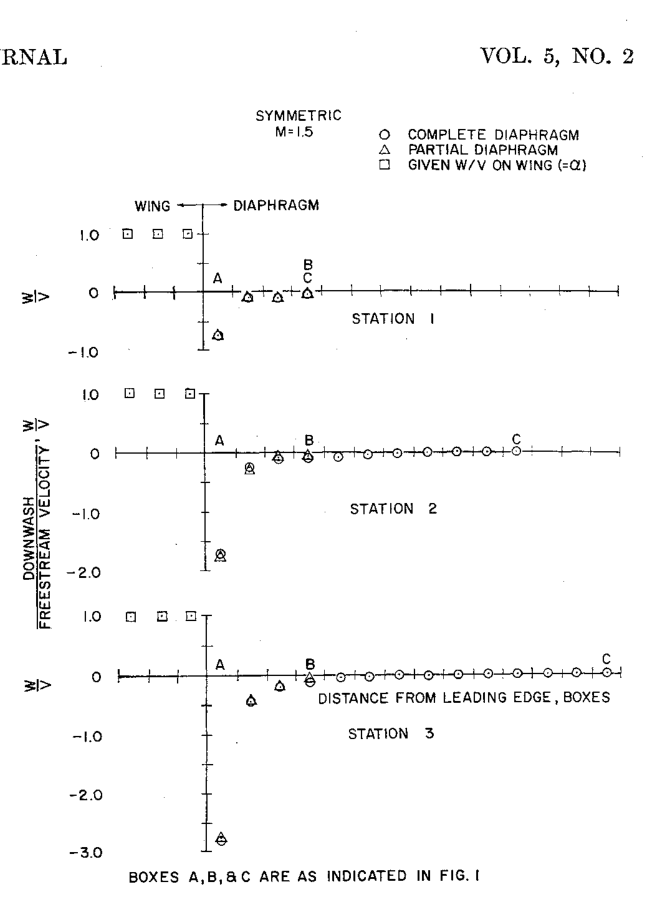 RNAL VOL. 5, NO. 2
SYMMETRIC
M=1.5
COMPLETE DIAPHRAGM
PARTIAL DIAPHRAGM
GIVEN W/V ON WING (=α)
WING DIAPHRAGM
1.0
A
B
C
W/V
0
STATION 1
-1.0
1.0
W/V
A B C
0
-1.0
STATION 2
-2.0
DOWNWASH
FREESTREAM VELOCITY, W/V
1.0
A B C
W/V
0
DISTANCE FROM LEADING EDGE, BOXES
-1.0
STATION 3
-2.0
-3.0
BOXES A, B, & C ARE AS INDICATED IN FIG. 1